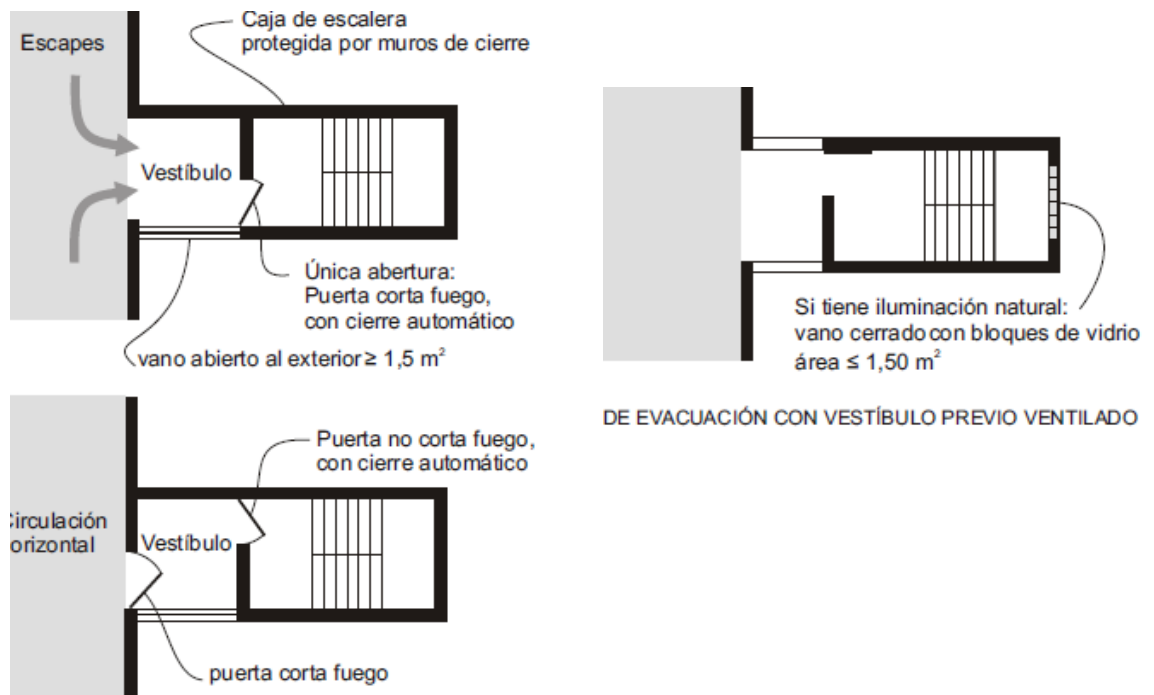 Escapes
Caja de escalera
protegida por muros de cierre
Vestíbulo
Única abertura:
Puerta corta fuego,
con cierre automático
vano abierto al exterior ≥ 1,5 m²
Si tiene iluminación natural:
vano cerrado con bloques de vidrio
área ≤ 1,50 m²
DE EVACUACIÓN CON VESTÍBULO PREVIO VENTILADO
Puerta no corta fuego,
con cierre automático
irculación
orizontal
Vestíbulo
puerta corta fuego